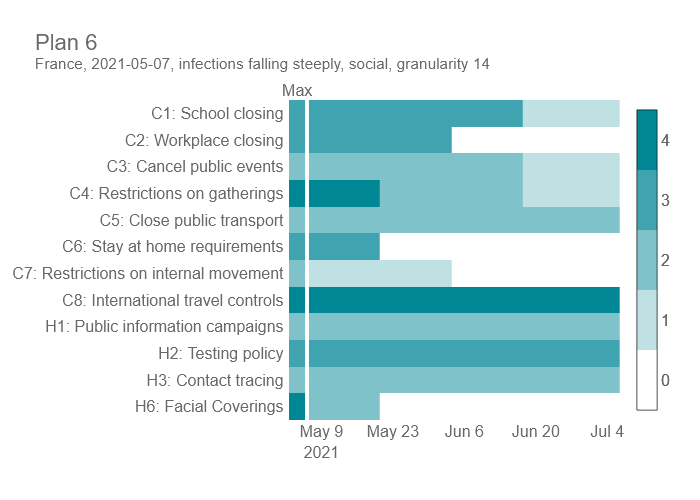 Plan 6
France, 2021-05-07, infections falling steeply, social, granularity 14
Max
C1: School closing
C2: Workplace closing
C3: Cancel public events
C4: Restrictions on gatherings
C5: Close public transport
C6: Stay at home requirements
C7: Restrictions on internal movement
C8: International travel controls
H1: Public information campaigns
H2: Testing policy
H3: Contact tracing
H6: Facial Coverings
May 9 May 23 Jun 6 Jun 20 Jul 4
2021
4
3
2
1
0